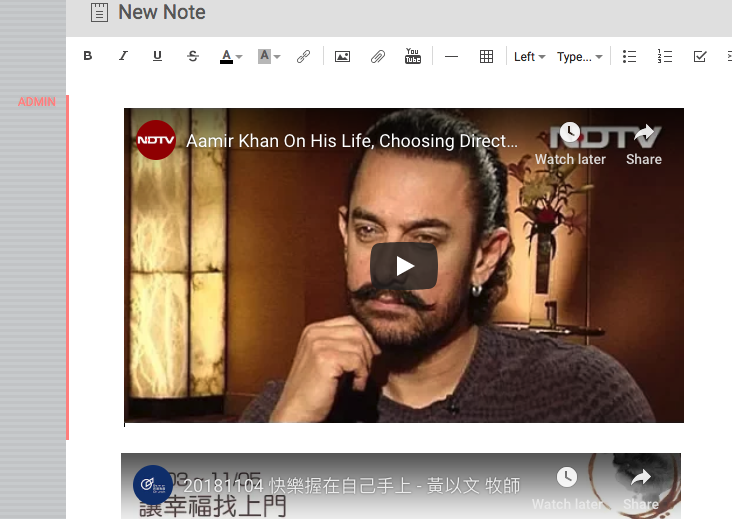 New Note
B I U S A A You Tube Left Type...
ADMIN
NDTV
Aamir Khan On His Life, Choosing Direct...
NDTV
Watch later Share
20181104 快樂握在自己手上 - 黃以文 牧師
讓幸福找上門
Watch later Share